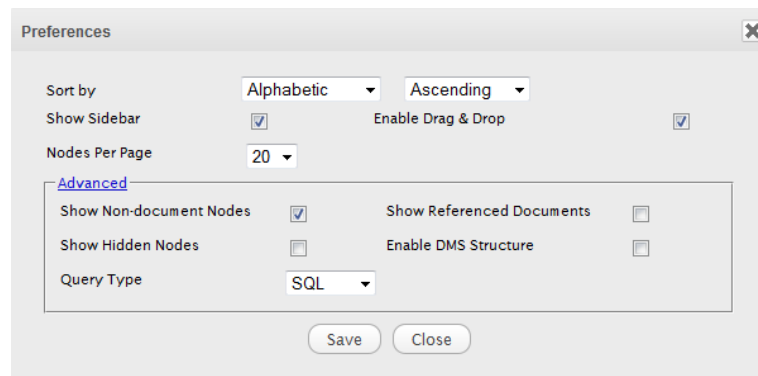 Preferences
Sort by Alphabetic Ascending
Show Sidebar Enable Drag & Drop
Nodes Per Page 20
Advanced
Show Non-document Nodes Show Referenced Documents
Show Hidden Nodes Enable DMS Structure
Query Type SQL
Save Close